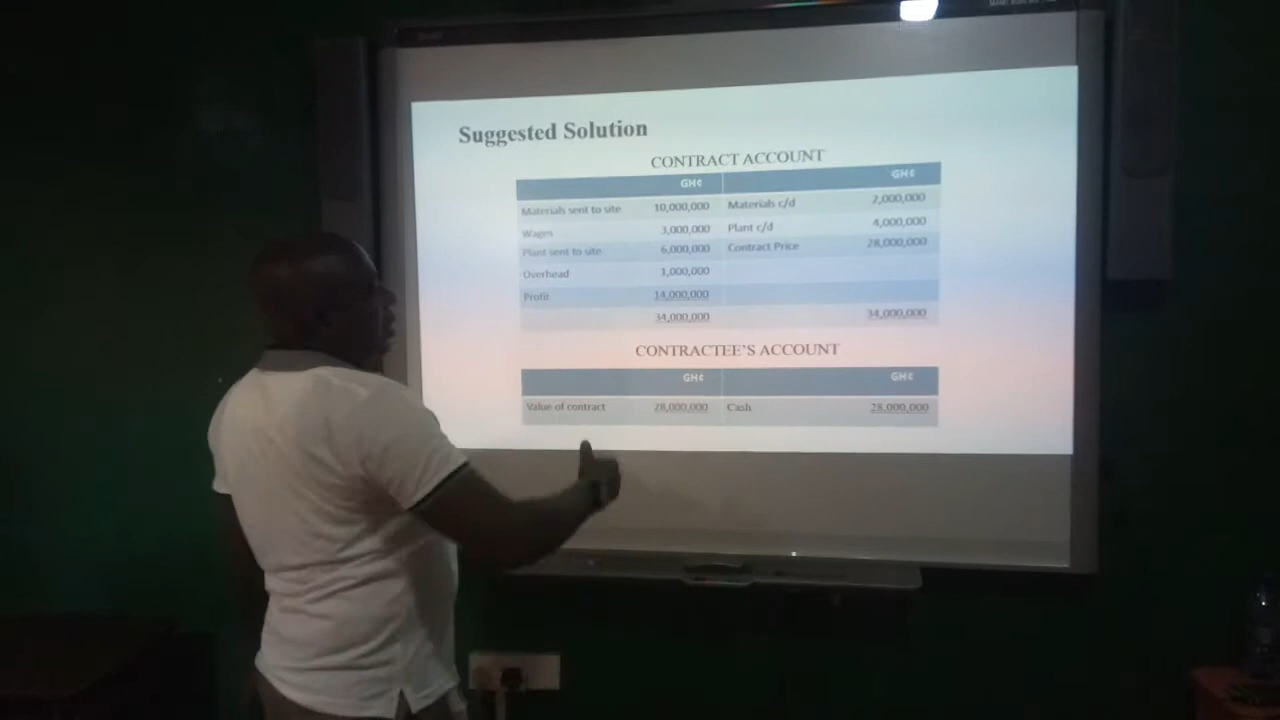 Suggested Solution
CONTRACT ACCOUNT
GH¢ GH¢
Materials sent to site 10,000,000 Materials c/d 2,000,000
Wages 3,000,000 Plant c/d 4,000,000
Plant sent to site 6,000,000 Contract Price 28,000,000
Overhead 1,000,000
Profit 14,000,000
34,000,000 34,000,000
CONTRACTEE'S ACCOUNT
GH¢ GH¢
Value of contract 28,000,000 Cash 28,000,000